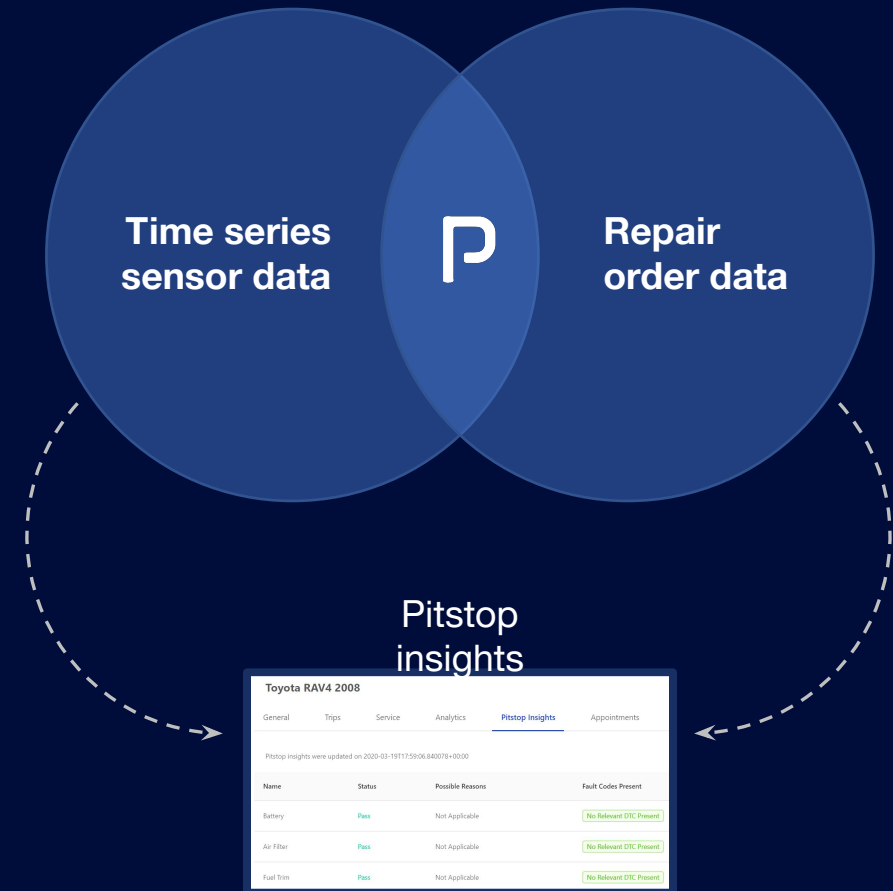 Time series
sensor data
P
Repair
order data
Pitstop
insights
Toyota RAV4 2008
General Trips Service Analytics Pitstop Insights Appointments
Pitstop insights were updated on 2020-03-19T17:59:06.840078+00:00
Name Status Possible Reasons Fault Codes Present
Battery Pass Not Applicable No Relevant DTC Present
Air Filter Pass Not Applicable No Relevant DTC Present
Fuel Trim Pass Not Applicable No Relevant DTC Present